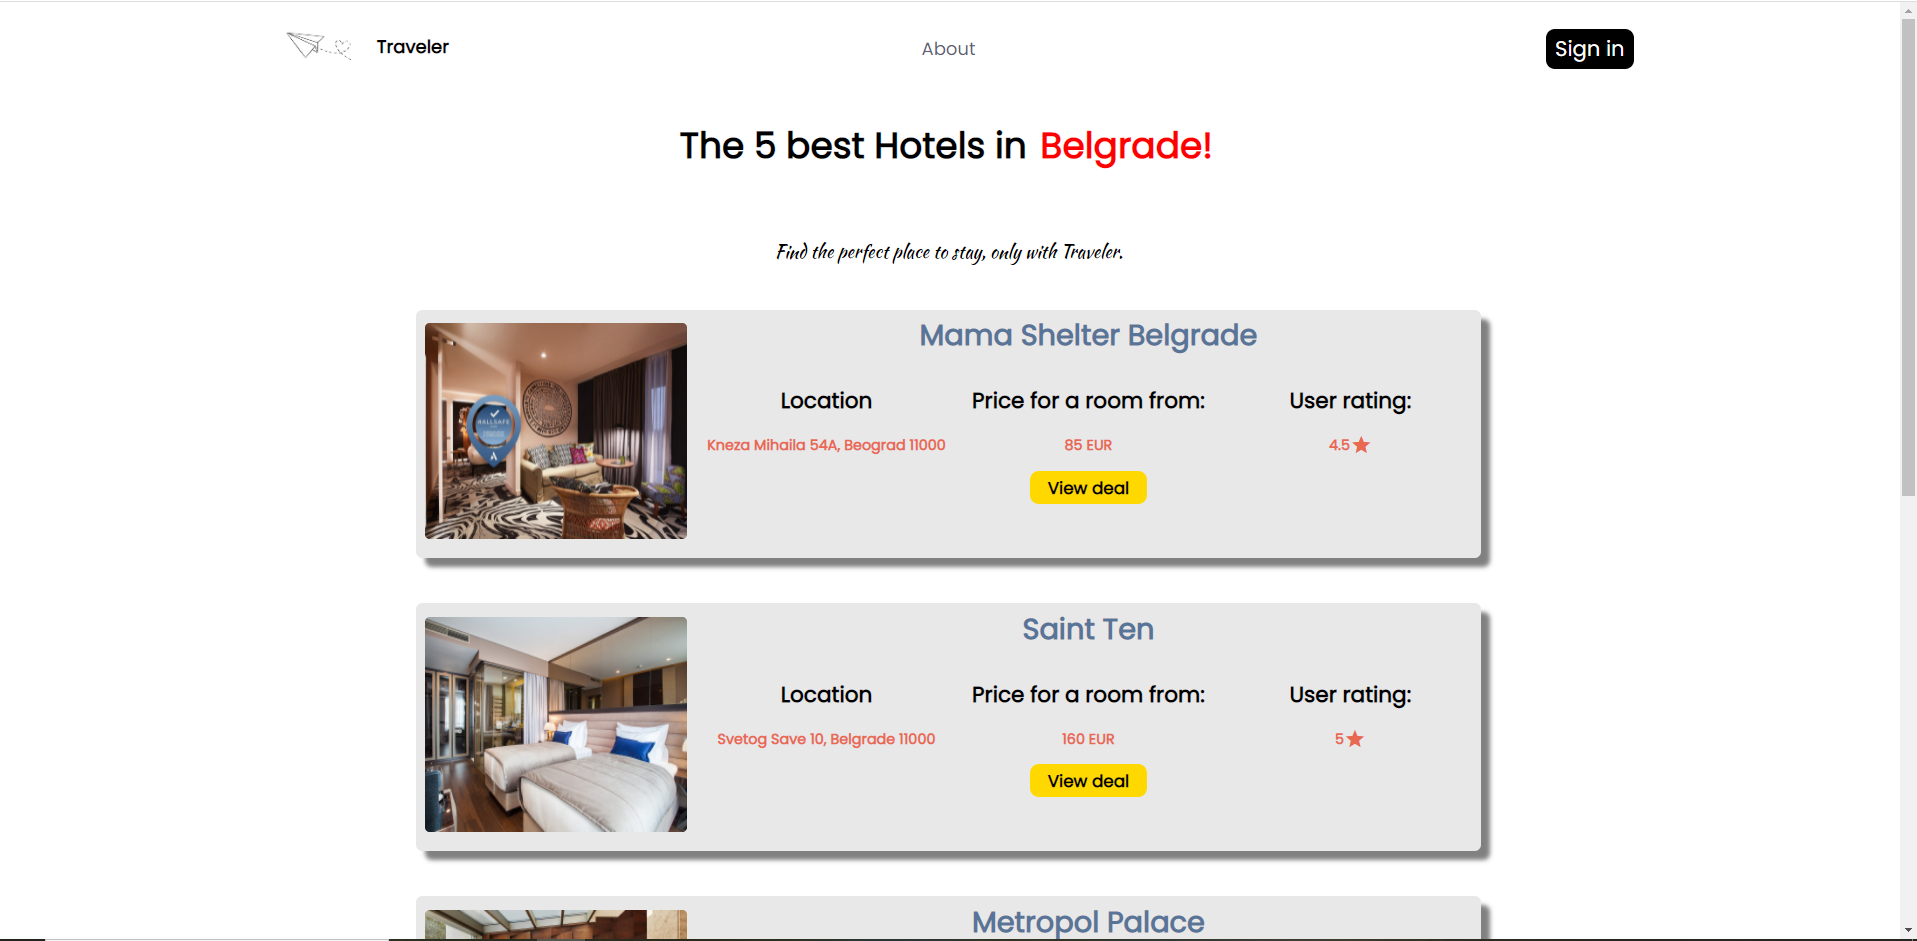 Traveler
About
Sign in
The 5 best Hotels in Belgrade!
Find the perfect place to stay, only with Traveler.
Mama Shelter Belgrade
Location
Price for a room from:
User rating:
Kneza Mihaila 54A, Beograd 11000
85 EUR
4.5
View deal
Saint Ten
Location
Price for a room from:
User rating:
Svetog Save 10, Belgrade 11000
160 EUR
5
View deal
Metropol Palace